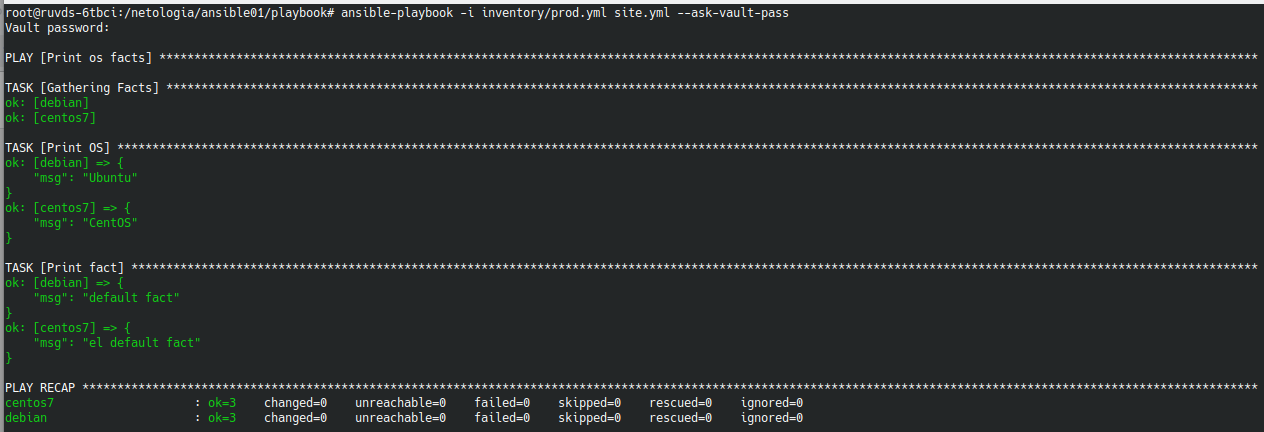 root@ruvds-6tbci:/netologia/ansible01/playbook# ansible-playbook -i inventory/prod.yml site.yml --ask-vault-pass
Vault password:
PLAY [Print os facts] ****************************************************************************************************************************************************************
TASK [Gathering Facts] ***************************************************************************************************************************************************************
ok: [debian]
ok: [centos7]
TASK [Print OS] **********************************************************************************************************************************************************************
ok: [debian] => {
    "msg": "Ubuntu"
}
ok: [centos7] => {
    "msg": "CentOS"
}
TASK [Print fact] ********************************************************************************************************************************************************************
ok: [debian] => {
    "msg": "default fact"
}
ok: [centos7] => {
    "msg": "el default fact"
}
PLAY RECAP ***************************************************************************************************************************************************************************
centos7                    : ok=3    changed=0    unreachable=0    failed=0    skipped=0    rescued=0    ignored=0
debian                     : ok=3    changed=0    unreachable=0    failed=0    skipped=0    rescued=0    ignored=0